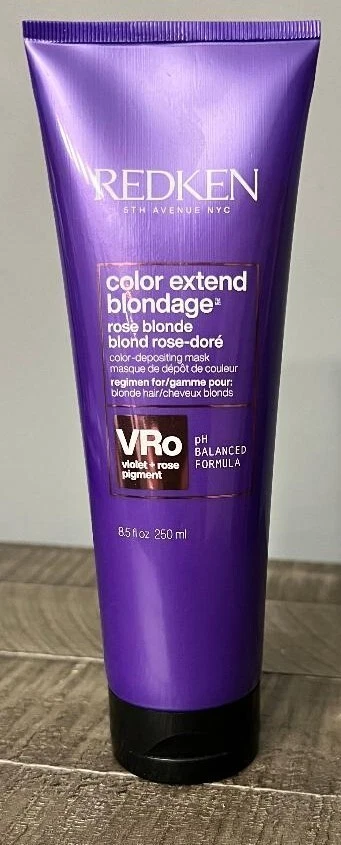 REDKEN
5TH AVENUE NYC
color extend
blondage™
rose blonde
blond rose-doré
color-depositing mask
masque de dépôt de couleur
regimen for/gamme pour:
blonde hair/cheveux blonds
VRo
violet + rose
pigment
pH
BALANCED
FORMULA
8.5 fl oz 250 ml